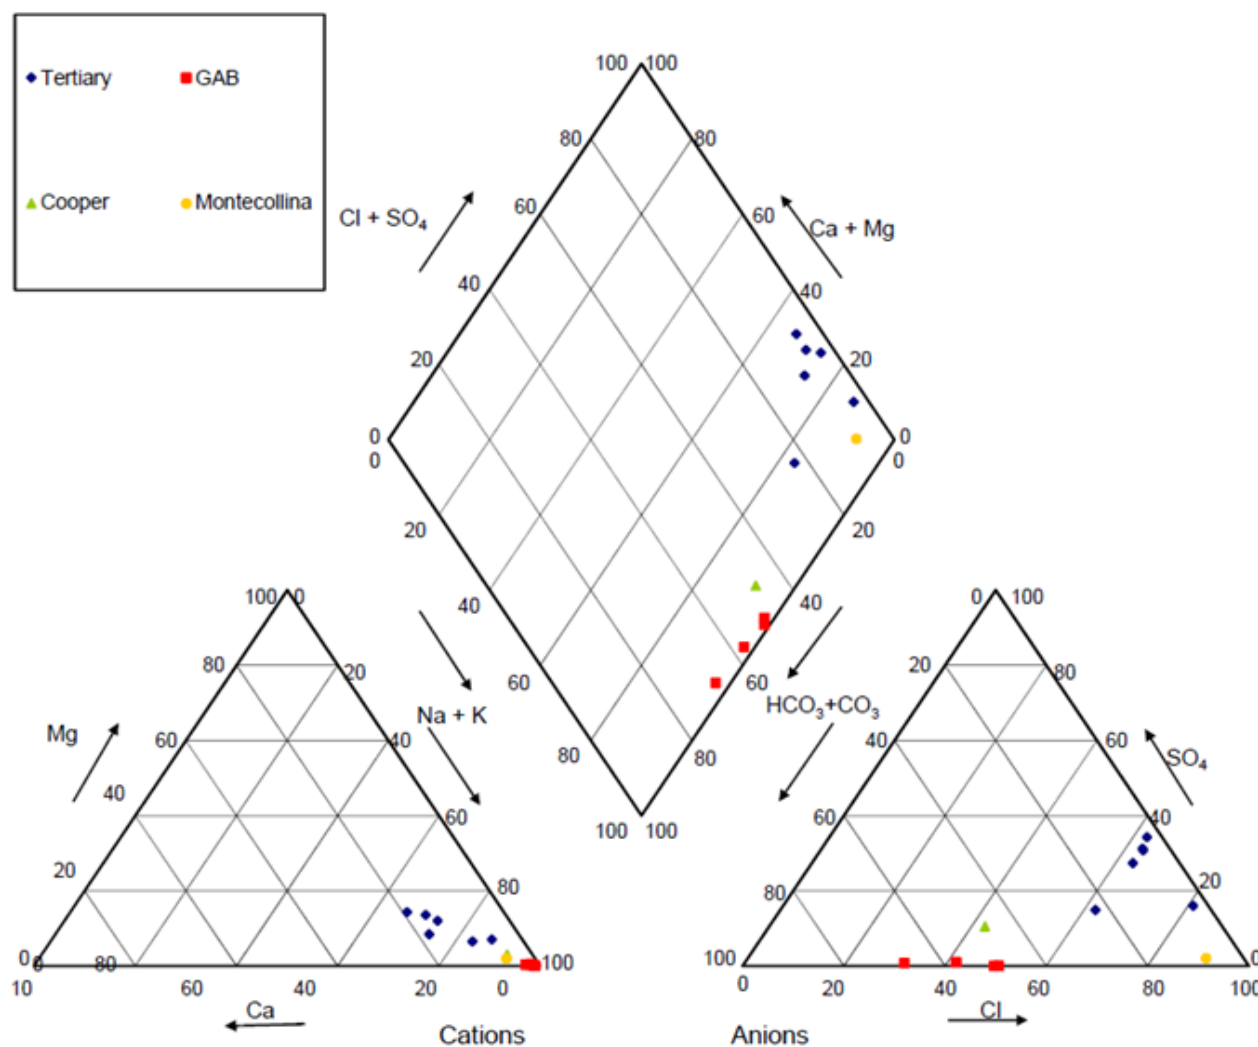 Tertiary GAB
Cooper Montecollina
100 100
80 80
Cl + SO₄ 60 60 Ca + Mg
40 40
20 20
0 0
0 0
20 20
40 40
60 60
80 80
100 100
Na + K HCO₃+CO₃
100 0
80 20
Mg 60 40
40 60
20 80
0 0 80 100
10 60 40 20 0
Ca
Cations
0 100
20 80
40 60 SO₄
60 40
80 20
100 0
0 20 40 60 80 100
Cl
Anions